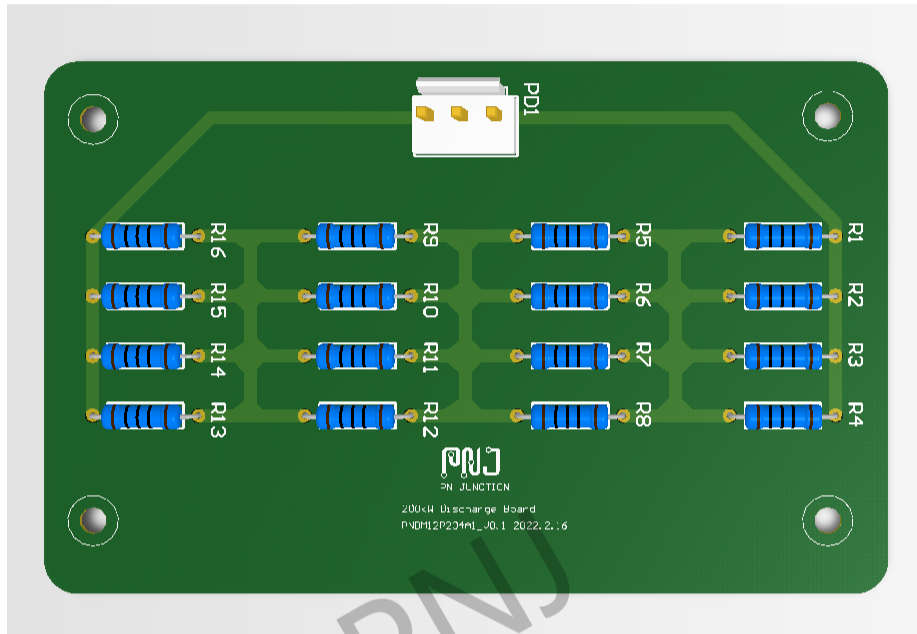 PD1
R16
R9
R5
R1
R15
R10
R6
R2
R14
R11
R7
R3
R13
R12
R8
R4
PNJ
PN JUNCTION
200kW Discharge Board
PNDM12P204A1_V0.1 2022.2.16
PNJ